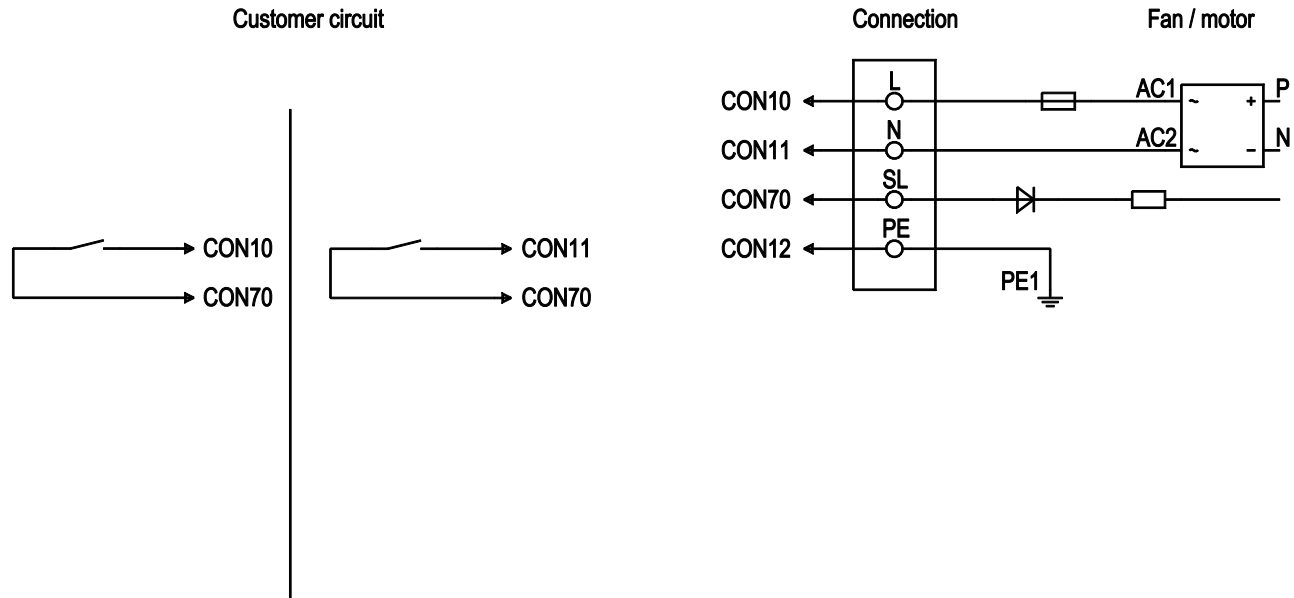 Customer circuit
CON10
CON70
CON11
CON70
Connection
Fan / motor
CON10
L
AC1
~
+
P
CON11
N
AC2
~
-
N
CON70
SL
CON12
PE
PE1